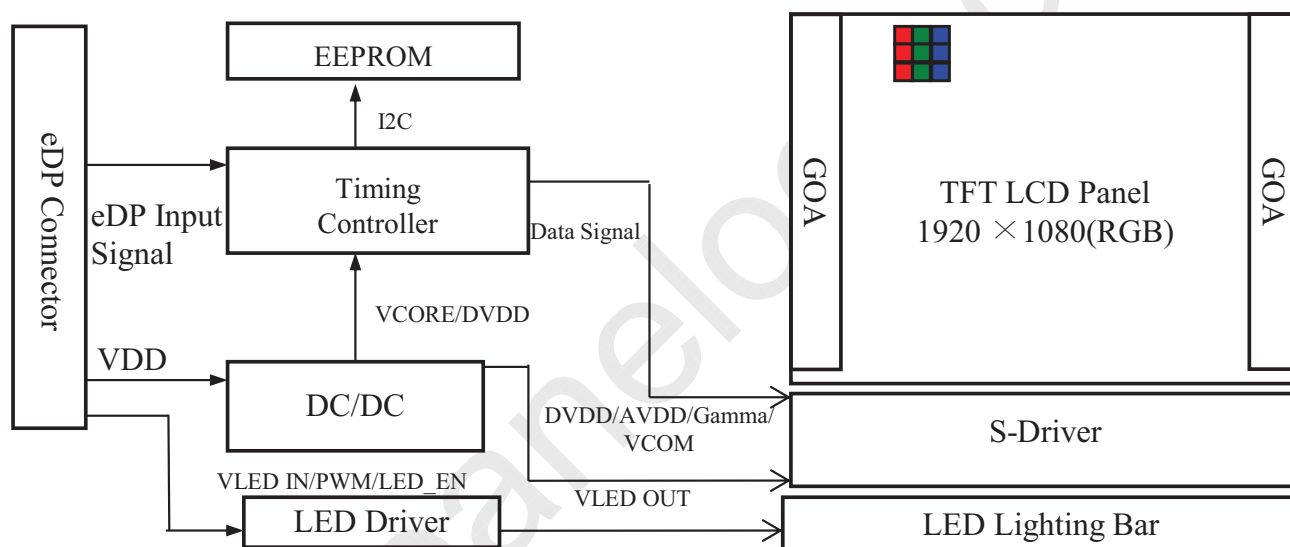 EEPROM
I2C
eDP Connector
eDP Input
Signal
Timing
Controller
Data Signal
VCORE/DVDD
VDD
DC/DC
DVDD/AVDD/Gamma/
VCOM
VLED IN/PWM/LED_EN
VLED OUT
LED Driver
GOA
TFT LCD Panel
1920 ×1080(RGB)
GOA
S-Driver
LED Lighting Bar